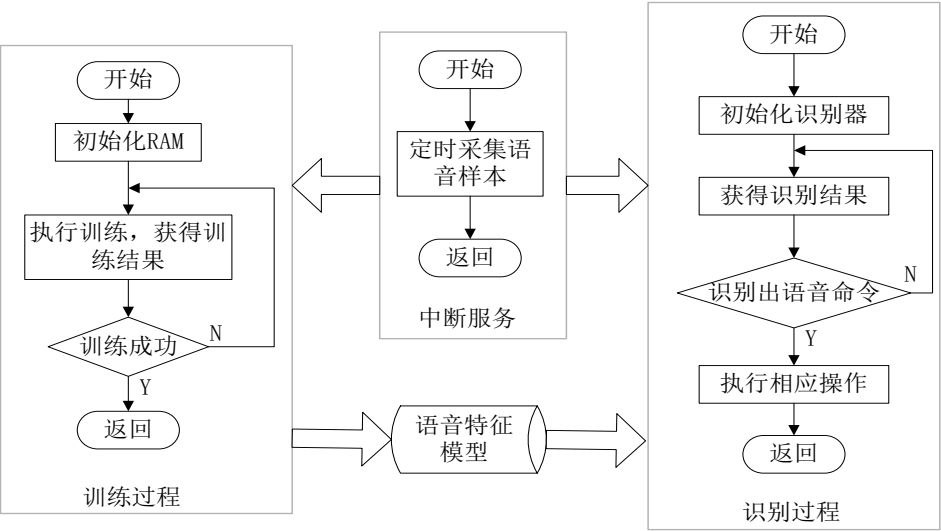 开始
初始化RAM
执行训练，获得训
练结果
训练成功
N
Y
返回
训练过程
开始
定时采集语
音样本
返回
中断服务
语音特征
模型
开始
初始化识别器
获得识别结果
识别出语音命令
N
Y
执行相应操作
返回
识别过程